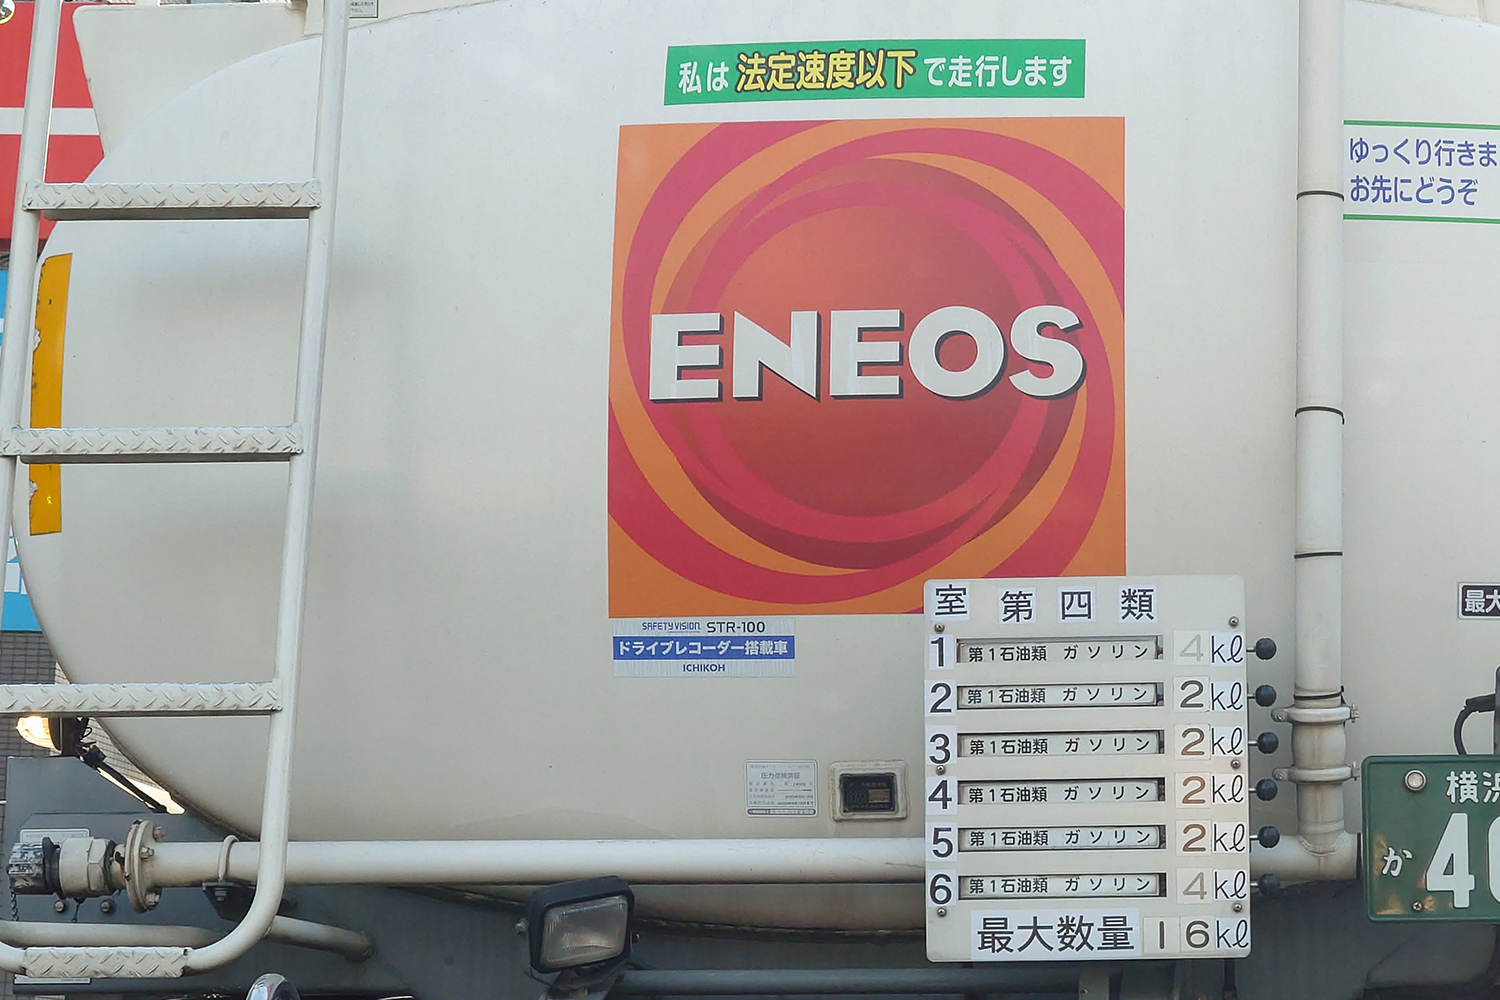 私は法定速度以下で走行します
ENEOS
ゆっくり行きま
お先にどうぞ
SAFETY VISION STR-100
ドライブレコーダー搭載車
ICHIKOH
室 第四類
1 第1石油類 ガソリン 4kℓ
2 第1石油類 ガソリン 2kℓ
3 第1石油類 ガソリン 2kℓ
4 第1石油類 ガソリン 2kℓ
5 第1石油類 ガソリン 2kℓ
6 第1石油類 ガソリン 4kℓ
最大数量 16kℓ
最大
横浜
か 4